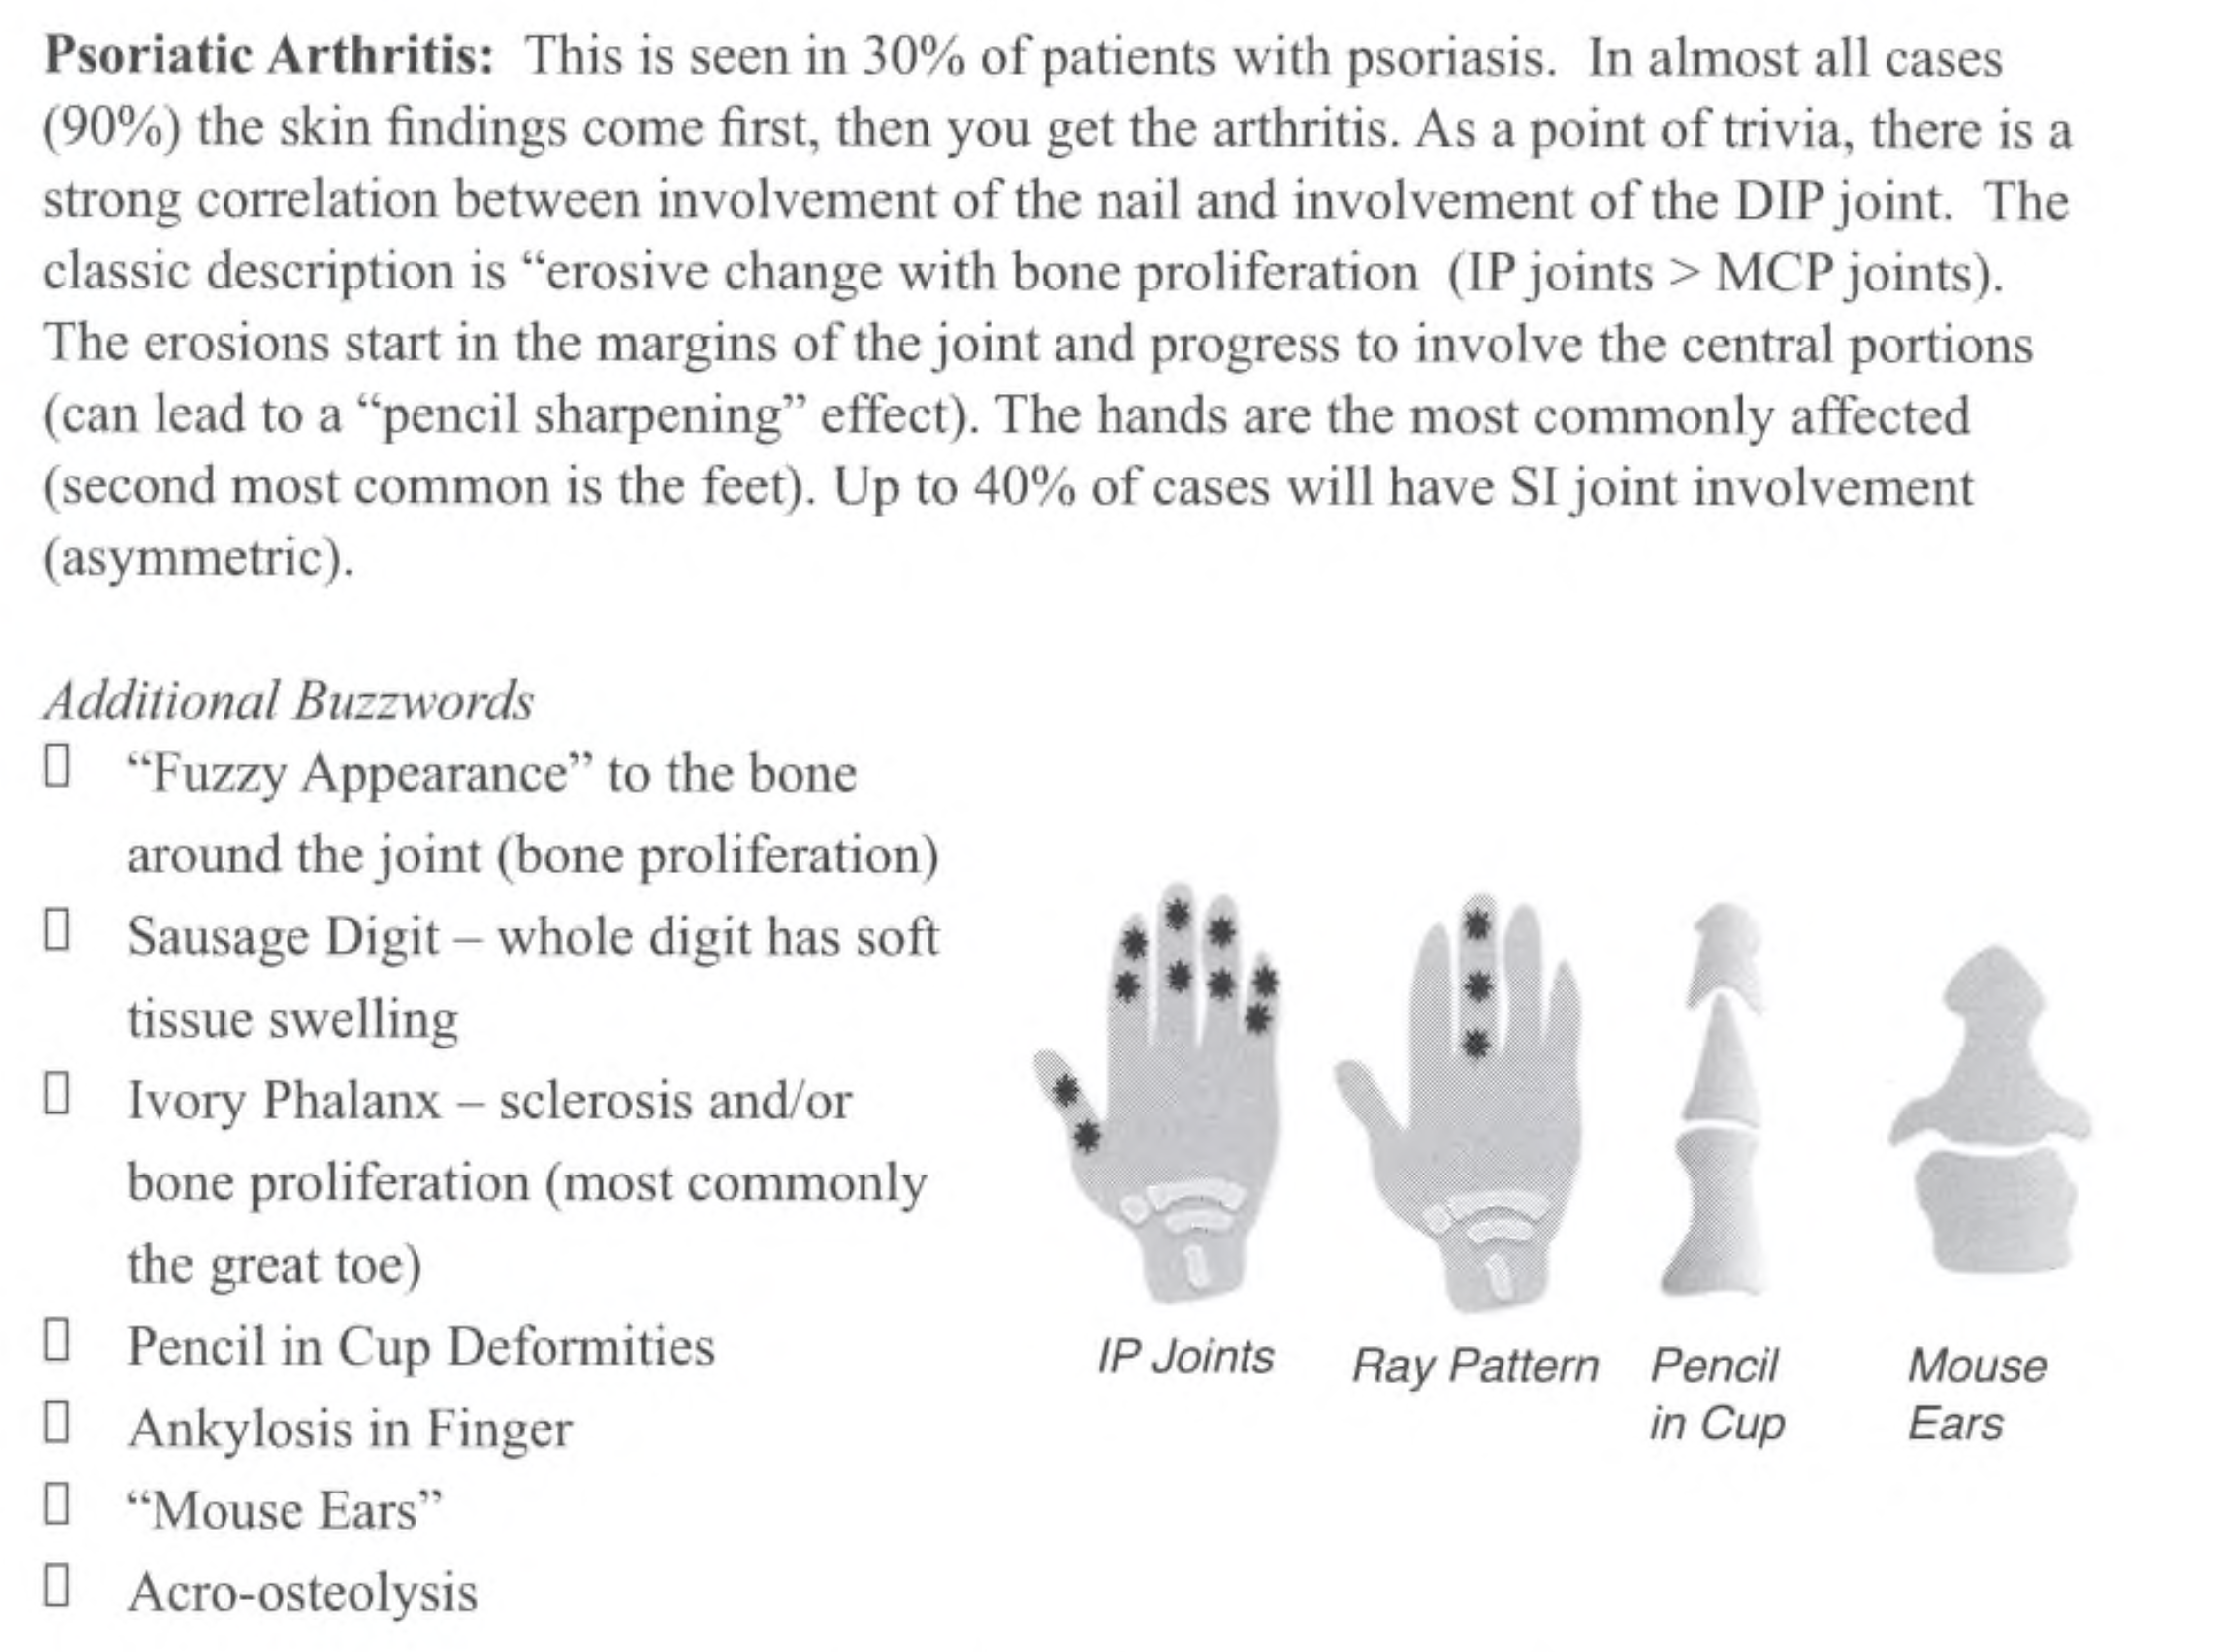 Psoriatic Arthritis: This is seen in 30% of patients with psoriasis. In almost all cases
(90%) the skin findings come first, then you get the arthritis. As a point of trivia, there is a
strong correlation between involvement of the nail and involvement of the DIP joint. The
classic description is “erosive change with bone proliferation (IP joints > MCP joints).
The erosions start in the margins of the joint and progress to involve the central portions
(can lead to a “pencil sharpening” effect). The hands are the most commonly affected
(second most common is the feet). Up to 40% of cases will have SI joint involvement
(asymmetric).
Additional Buzzwords
“Fuzzy Appearance” to the bone
around the joint (bone proliferation)
Sausage Digit – whole digit has soft
tissue swelling
Ivory Phalanx – sclerosis and/or
bone proliferation (most commonly
the great toe)
Pencil in Cup Deformities
Ankylosis in Finger
“Mouse Ears”
Acro-osteolysis
IP Joints
Ray Pattern
Pencil
in Cup
Mouse
Ears